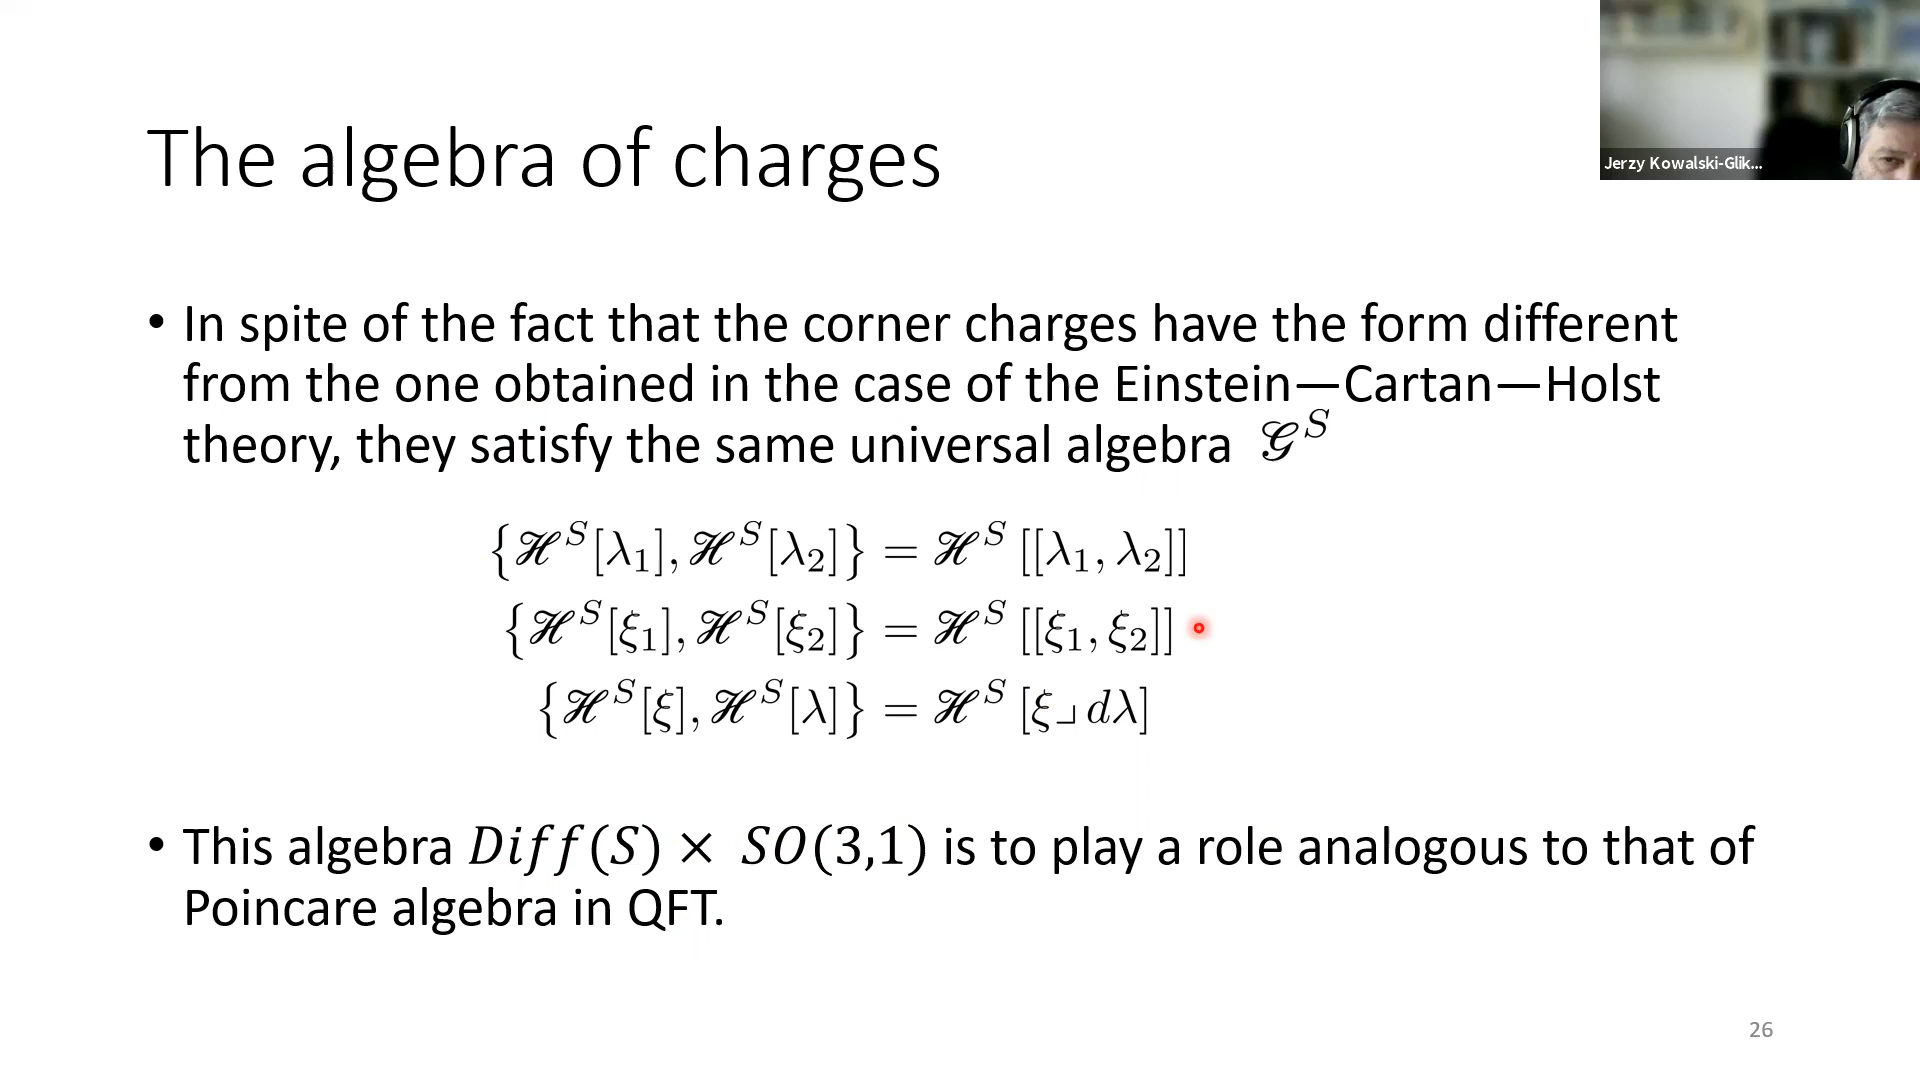 Jerzy Kowalski-Glik...
The algebra of charges
• In spite of the fact that the corner charges have the form different
from the one obtained in the case of the Einstein—Cartan—Holst
theory, they satisfy the same universal algebra 𝒢^S
{ℋ^S[λ₁], ℋ^S[λ₂]} = ℋ^S [[λ₁, λ₂]]
{ℋ^S[ξ₁], ℋ^S[ξ₂]} = ℋ^S [[ξ₁, ξ₂]]
{ℋ^S[ξ], ℋ^S[λ]} = ℋ^S [ξ⌟dλ]
• This algebra Diff(S) × SO(3,1) is to play a role analogous to that of
Poincare algebra in QFT.
26